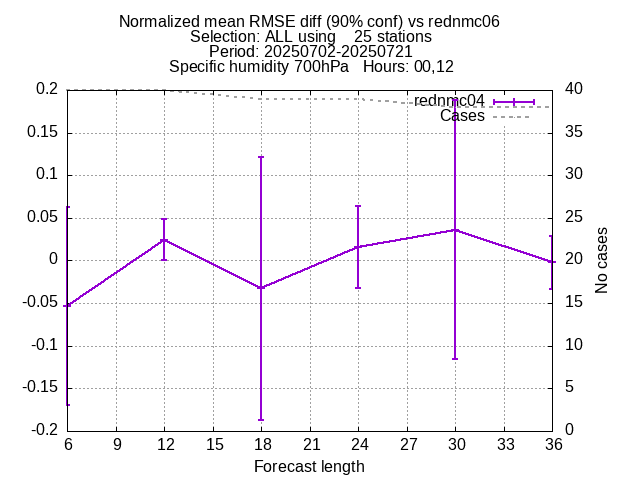 Normalized mean RMSE diff (90% conf) vs rednmc06
Selection: ALL using    25 stations
Period: 20250702-20250721
Specific humidity 700hPa   Hours: 00,12
0.2
0.15
0.1
0.05
0
-0.05
-0.1
-0.15
-0.2
40
35
30
25
20
15
10
5
0
rednmc04
Cases
No cases
6 9 12 15 18 21 24 27 30 33 36
Forecast length